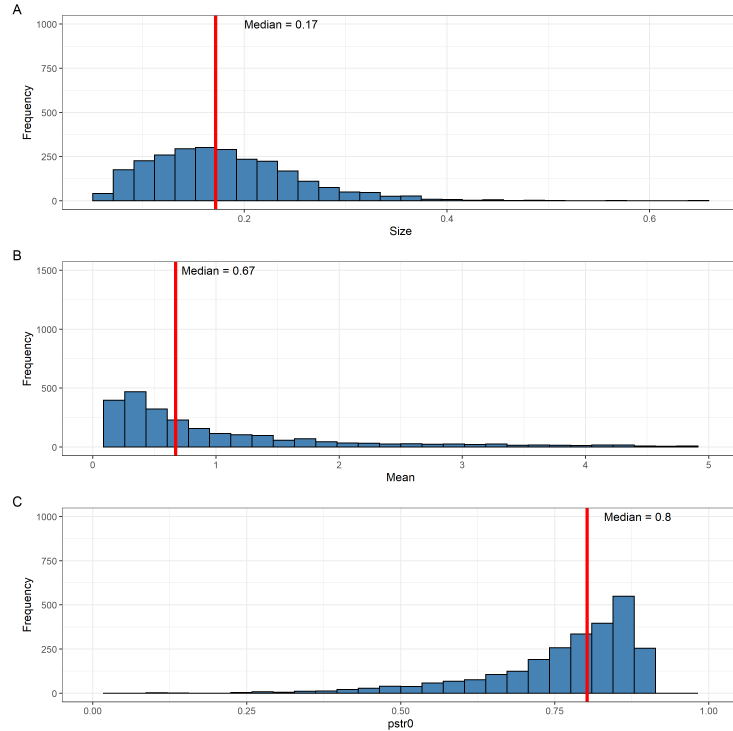 A
Median = 0.17
1000
750
500
250
0
Frequency
0.2
0.4
0.6
Size
B
Median = 0.67
1500
1000
500
0
Frequency
0
1
2
3
4
5
Mean
C
Median = 0.8
1000
750
500
250
0
Frequency
0.00
0.25
0.50
0.75
1.00
pstr0